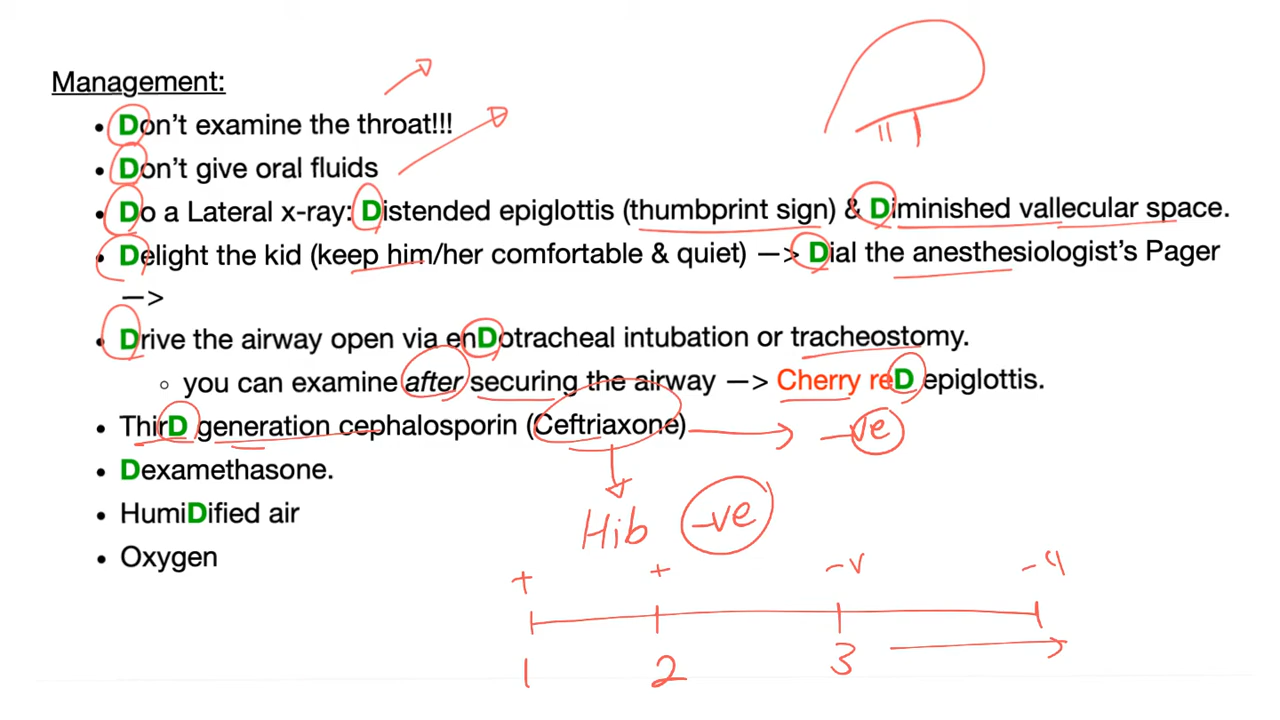 Management:
• Don't examine the throat!!!
• Don't give oral fluids
• Do a Lateral x-ray: Distended epiglottis (thumbprint sign) & Diminished vallecular space.
• Delight the kid (keep him/her comfortable & quiet) —> Dial the anesthesiologist's Pager
—>
• Drive the airway open via enDotracheal intubation or tracheostomy.
◦ you can examine after securing the airway —> Cherry reD epiglottis.
• ThirD generation cephalosporin (Ceftriaxone) -ve
• Dexamethasone.
• HumiDified air
Hib -ve
• Oxygen
+ + -v
1 2 3